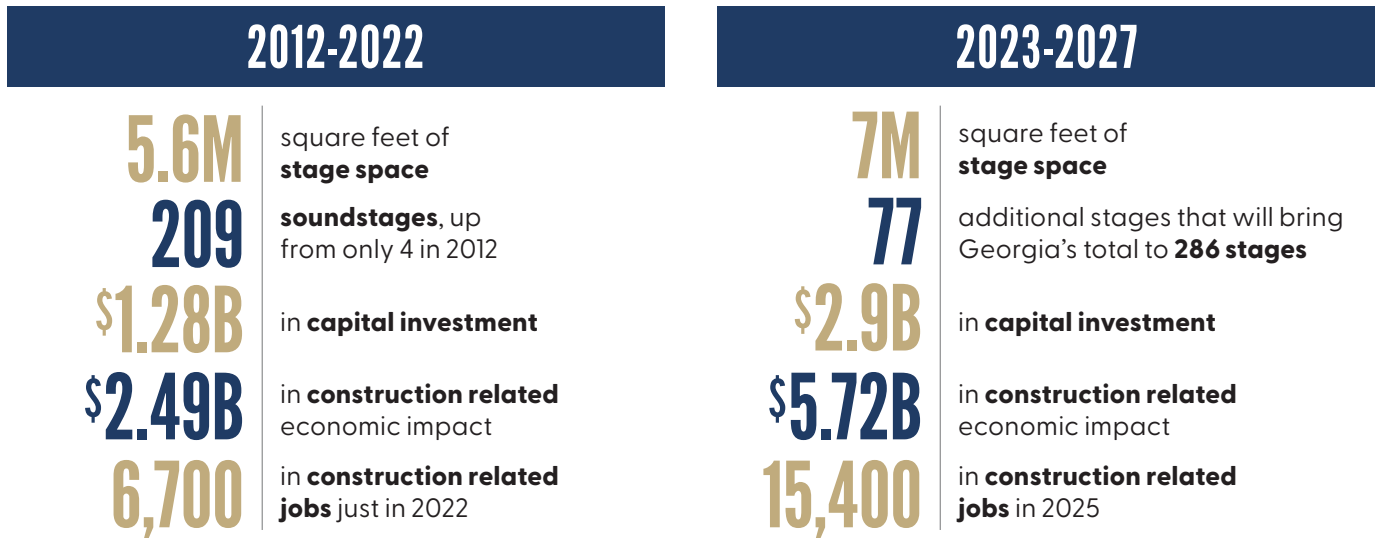 2012-2022
5.6M
square feet of
stage space
209
soundstages, up
from only 4 in 2012
$1.28B
in capital investment
$2.49B
in construction related
economic impact
6,700
in construction related
jobs just in 2022
2023-2027
7M
square feet of
stage space
77
additional stages that will bring
Georgia's total to 286 stages
$2.9B
in capital investment
$5.72B
in construction related
economic impact
15,400
in construction related
jobs in 2025